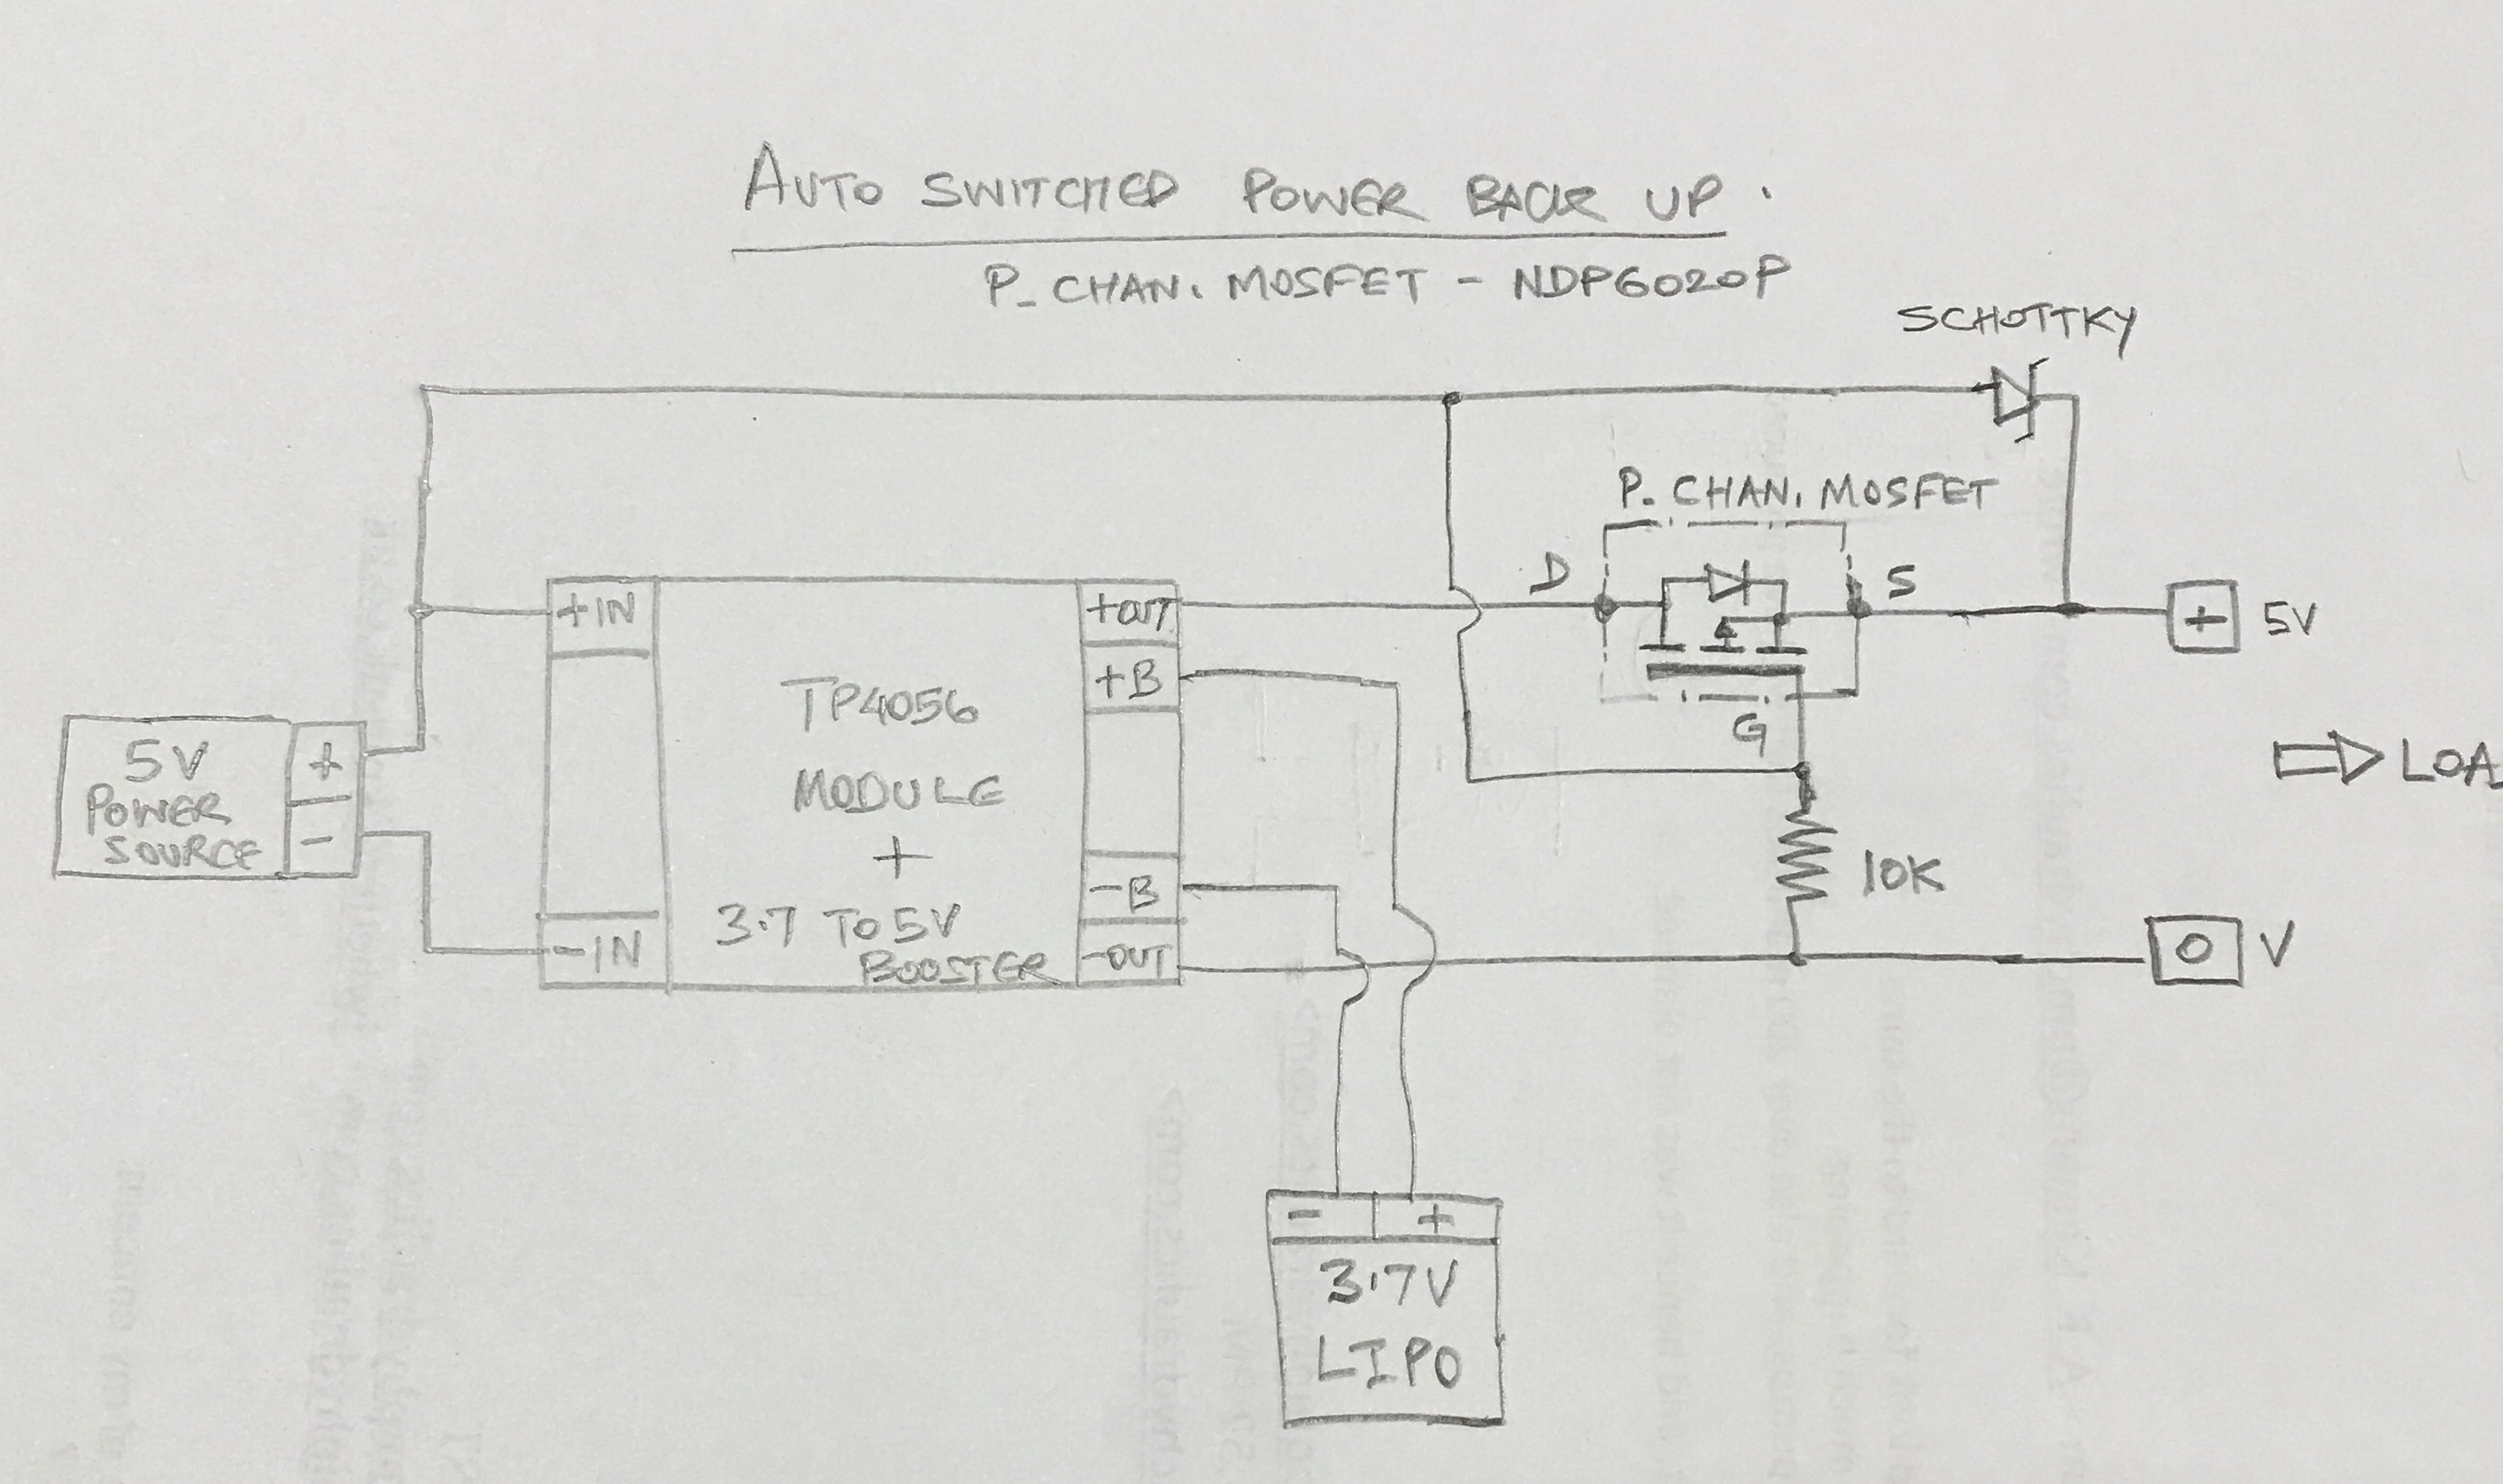 AUTO SWITCHED POWER BACK UP.
P_CHAN. MOSFET - NDP6020P
SCHOTTKY
P. CHAN. MOSFET
D
S
+IN
+OUT
+ 5V
+B
TP4056
G
5V
+
POWER
SOURCE
-
MODULE
LOA
+
10K
-B
3.7 TO 5V
BOOSTER
-IN
-OUT
0 V
- +
3.7V
LIPO